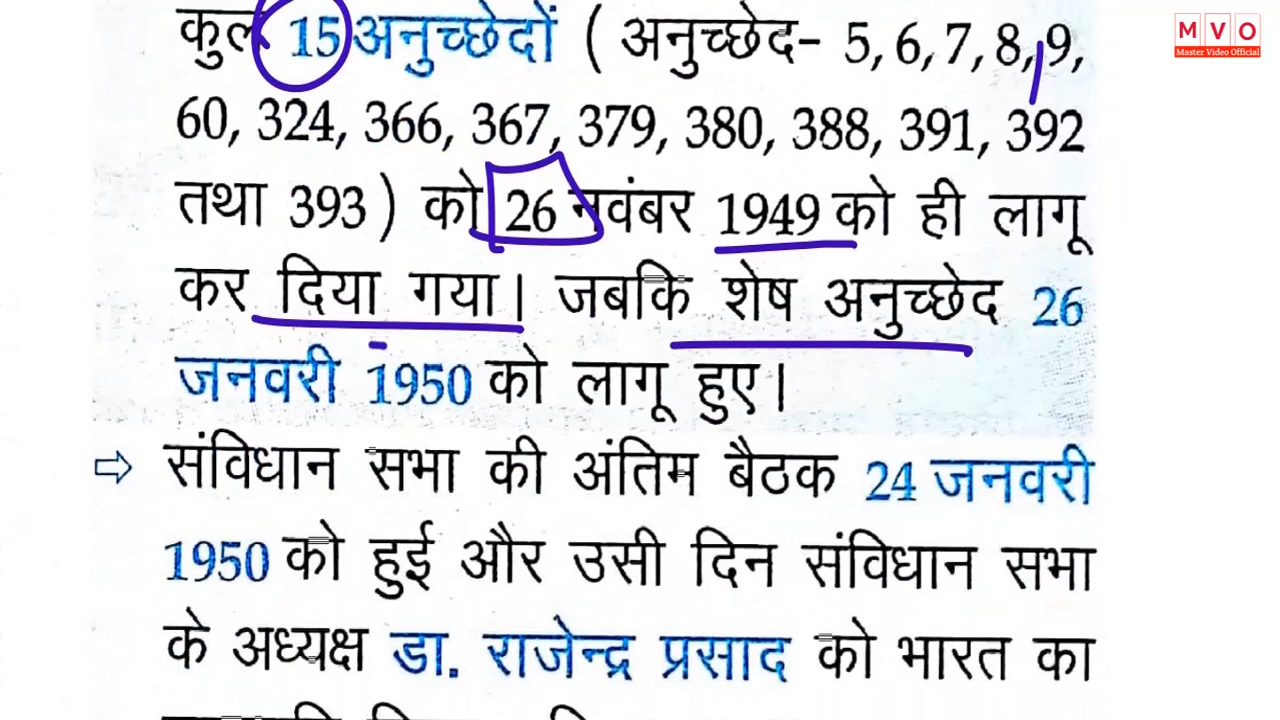 M V O
Master Video Official
कुल 15 अनुच्छेदों ( अनुच्छेद- 5, 6, 7, 8, 9,
60, 324, 366, 367, 379, 380, 388, 391, 392
तथा 393 ) को 26 नवंबर 1949 को ही लागू
कर दिया गया। जबकि शेष अनुच्छेद 26
जनवरी 1950 को लागू हुए।
⇨ संविधान सभा की अंतिम बैठक 24 जनवरी
1950 को हुई और उसी दिन संविधान सभा
के अध्यक्ष डा. राजेन्द्र प्रसाद को भारत का